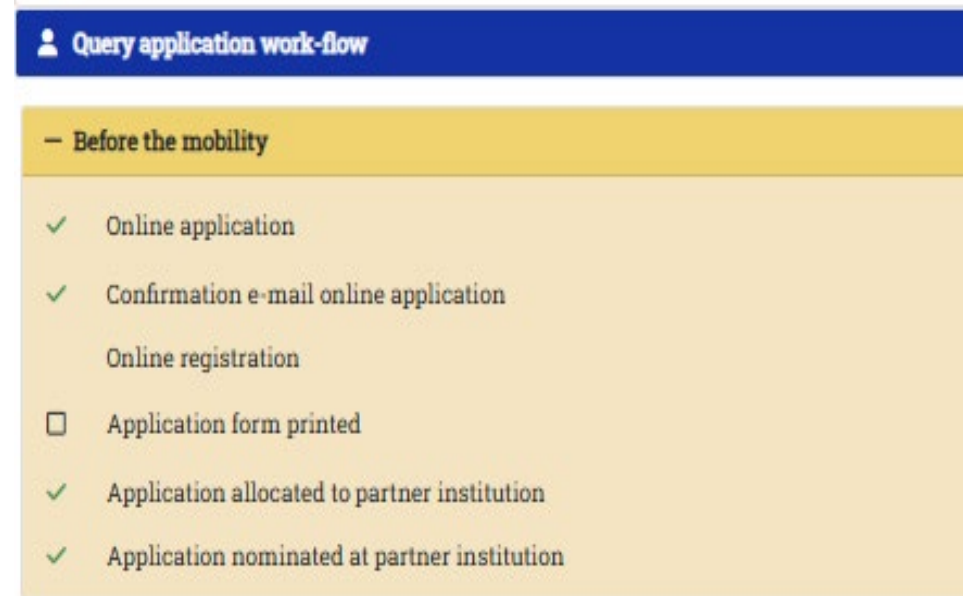 Query application work-flow
Before the mobility
Online application
Confirmation e-mail online application
Online registration
Application form printed
Application allocated to partner institution
Application nominated at partner institution